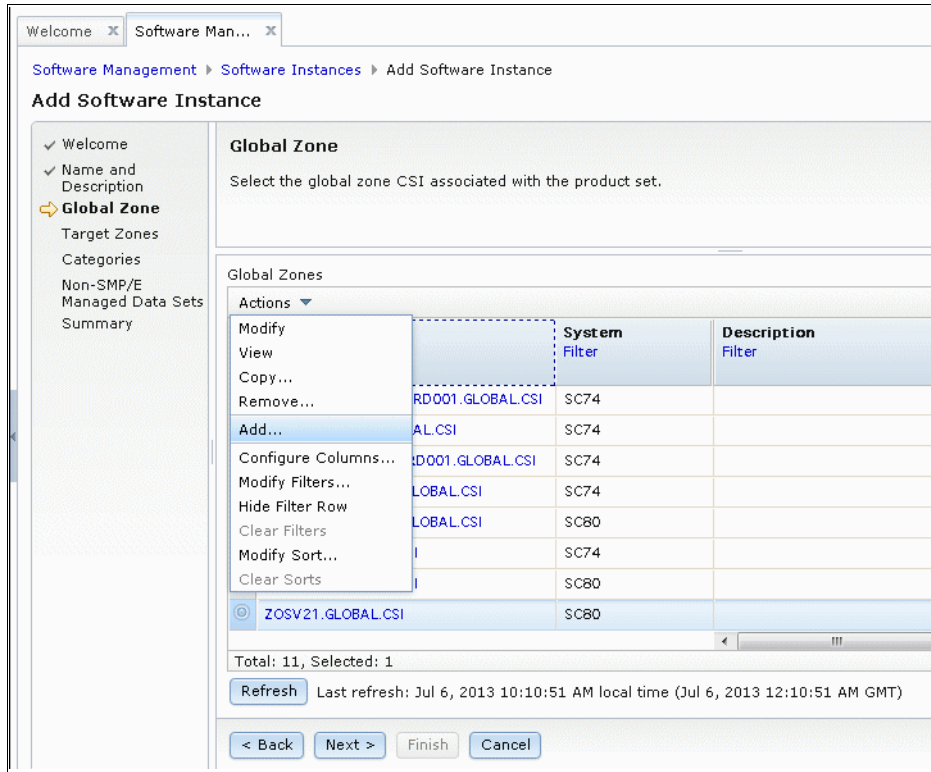 Welcome x Software Man... x
Software Management Software Instances Add Software Instance
Add Software Instance
Welcome
Name and
Description
Global Zone
Target Zones
Categories
Non-SMP/E
Managed Data Sets
Summary
Global Zone
Select the global zone CSI associated with the product set.
Global Zones
Actions
Modify
View
Copy...
Remove...
Add...
Configure Columns...
Modify Filters...
Hide Filter Row
Clear Filters
Modify Sort...
Clear Sorts
System Description
Filter Filter
RD001.GLOBAL.CSI SC74
AL.CSI SC74
RD001.GLOBAL.CSI SC74
LOBAL.CSI SC74
LOBAL.CSI SC80
I SC74
I SC80
ZOSV21.GLOBAL.CSI SC80
Total: 11, Selected: 1
Refresh Last refresh: Jul 6, 2013 10:10:51 AM local time (Jul 6, 2013 12:10:51 AM GMT)
< Back Next > Finish Cancel